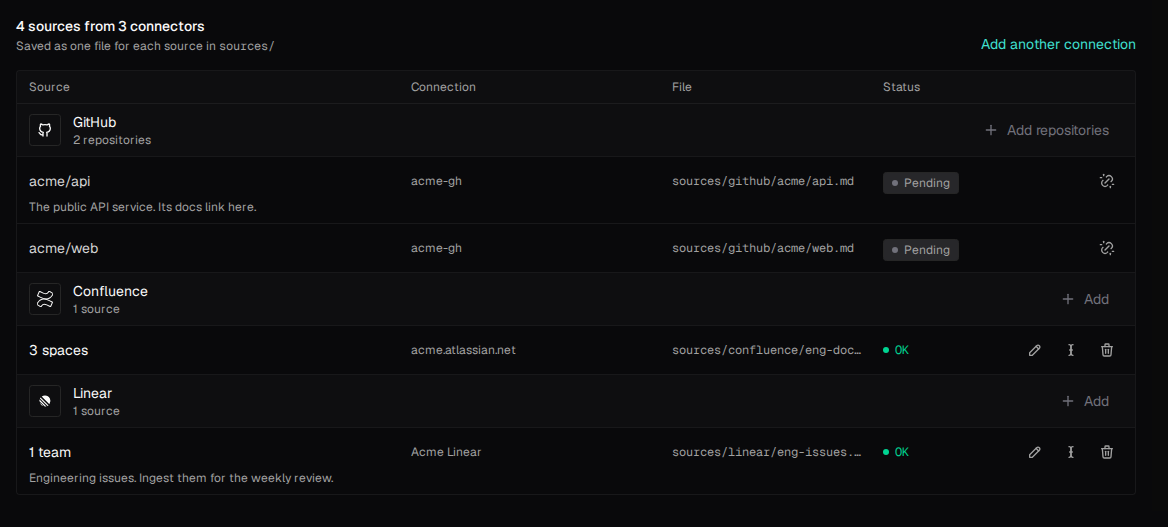 4 sources from 3 connectors
Saved as one file for each source in sources/
Add another connection
Source Connection File Status
GitHub
2 repositories
+ Add repositories
acme/api acme-gh sources/github/acme/api.md Pending
The public API service. Its docs link here.
acme/web acme-gh sources/github/acme/web.md Pending
Confluence
1 source
+ Add
3 spaces acme.atlassian.net sources/confluence/eng-doc… OK
Linear
1 source
+ Add
1 team Acme Linear sources/linear/eng-issues.… OK
Engineering issues. Ingest them for the weekly review.